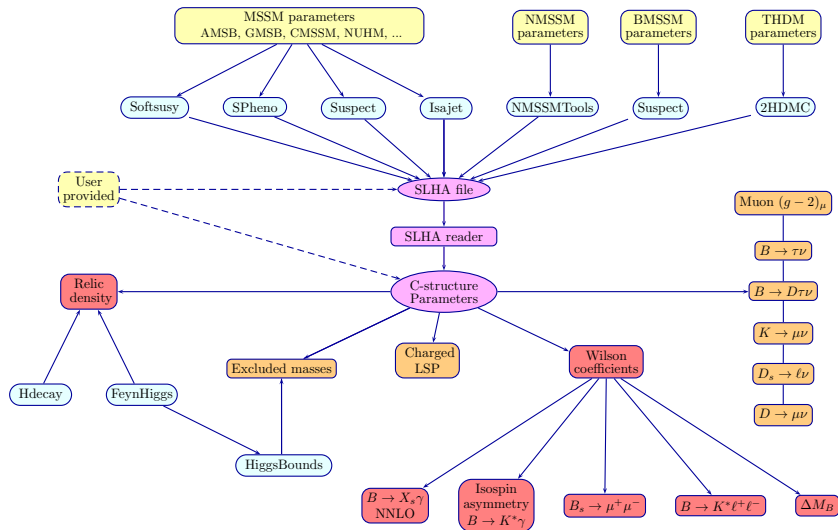 MSSM parameters
AMSB, GMSB, CMSSM, NUHM, ...
NMSSM
parameters
BMSSM
parameters
THDM
parameters
Softsusy
SPheno
Suspect
Isajet
NMSSMTools
Suspect
2HDMC
User
provided
SLHA file
Muon (g − 2)μ
SLHA reader
B → τν
Relic
density
C-structure
Parameters
B → Dτν
K → μν
Excluded masses
Charged
LSP
Wilson
coefficients
Ds → ℓν
Hdecay
FeynHiggs
D → μν
HiggsBounds
B → Xsγ
NNLO
Isospin
asymmetry
B → K*γ
Bs → μ+μ−
B → K*ℓ+ℓ−
ΔMB